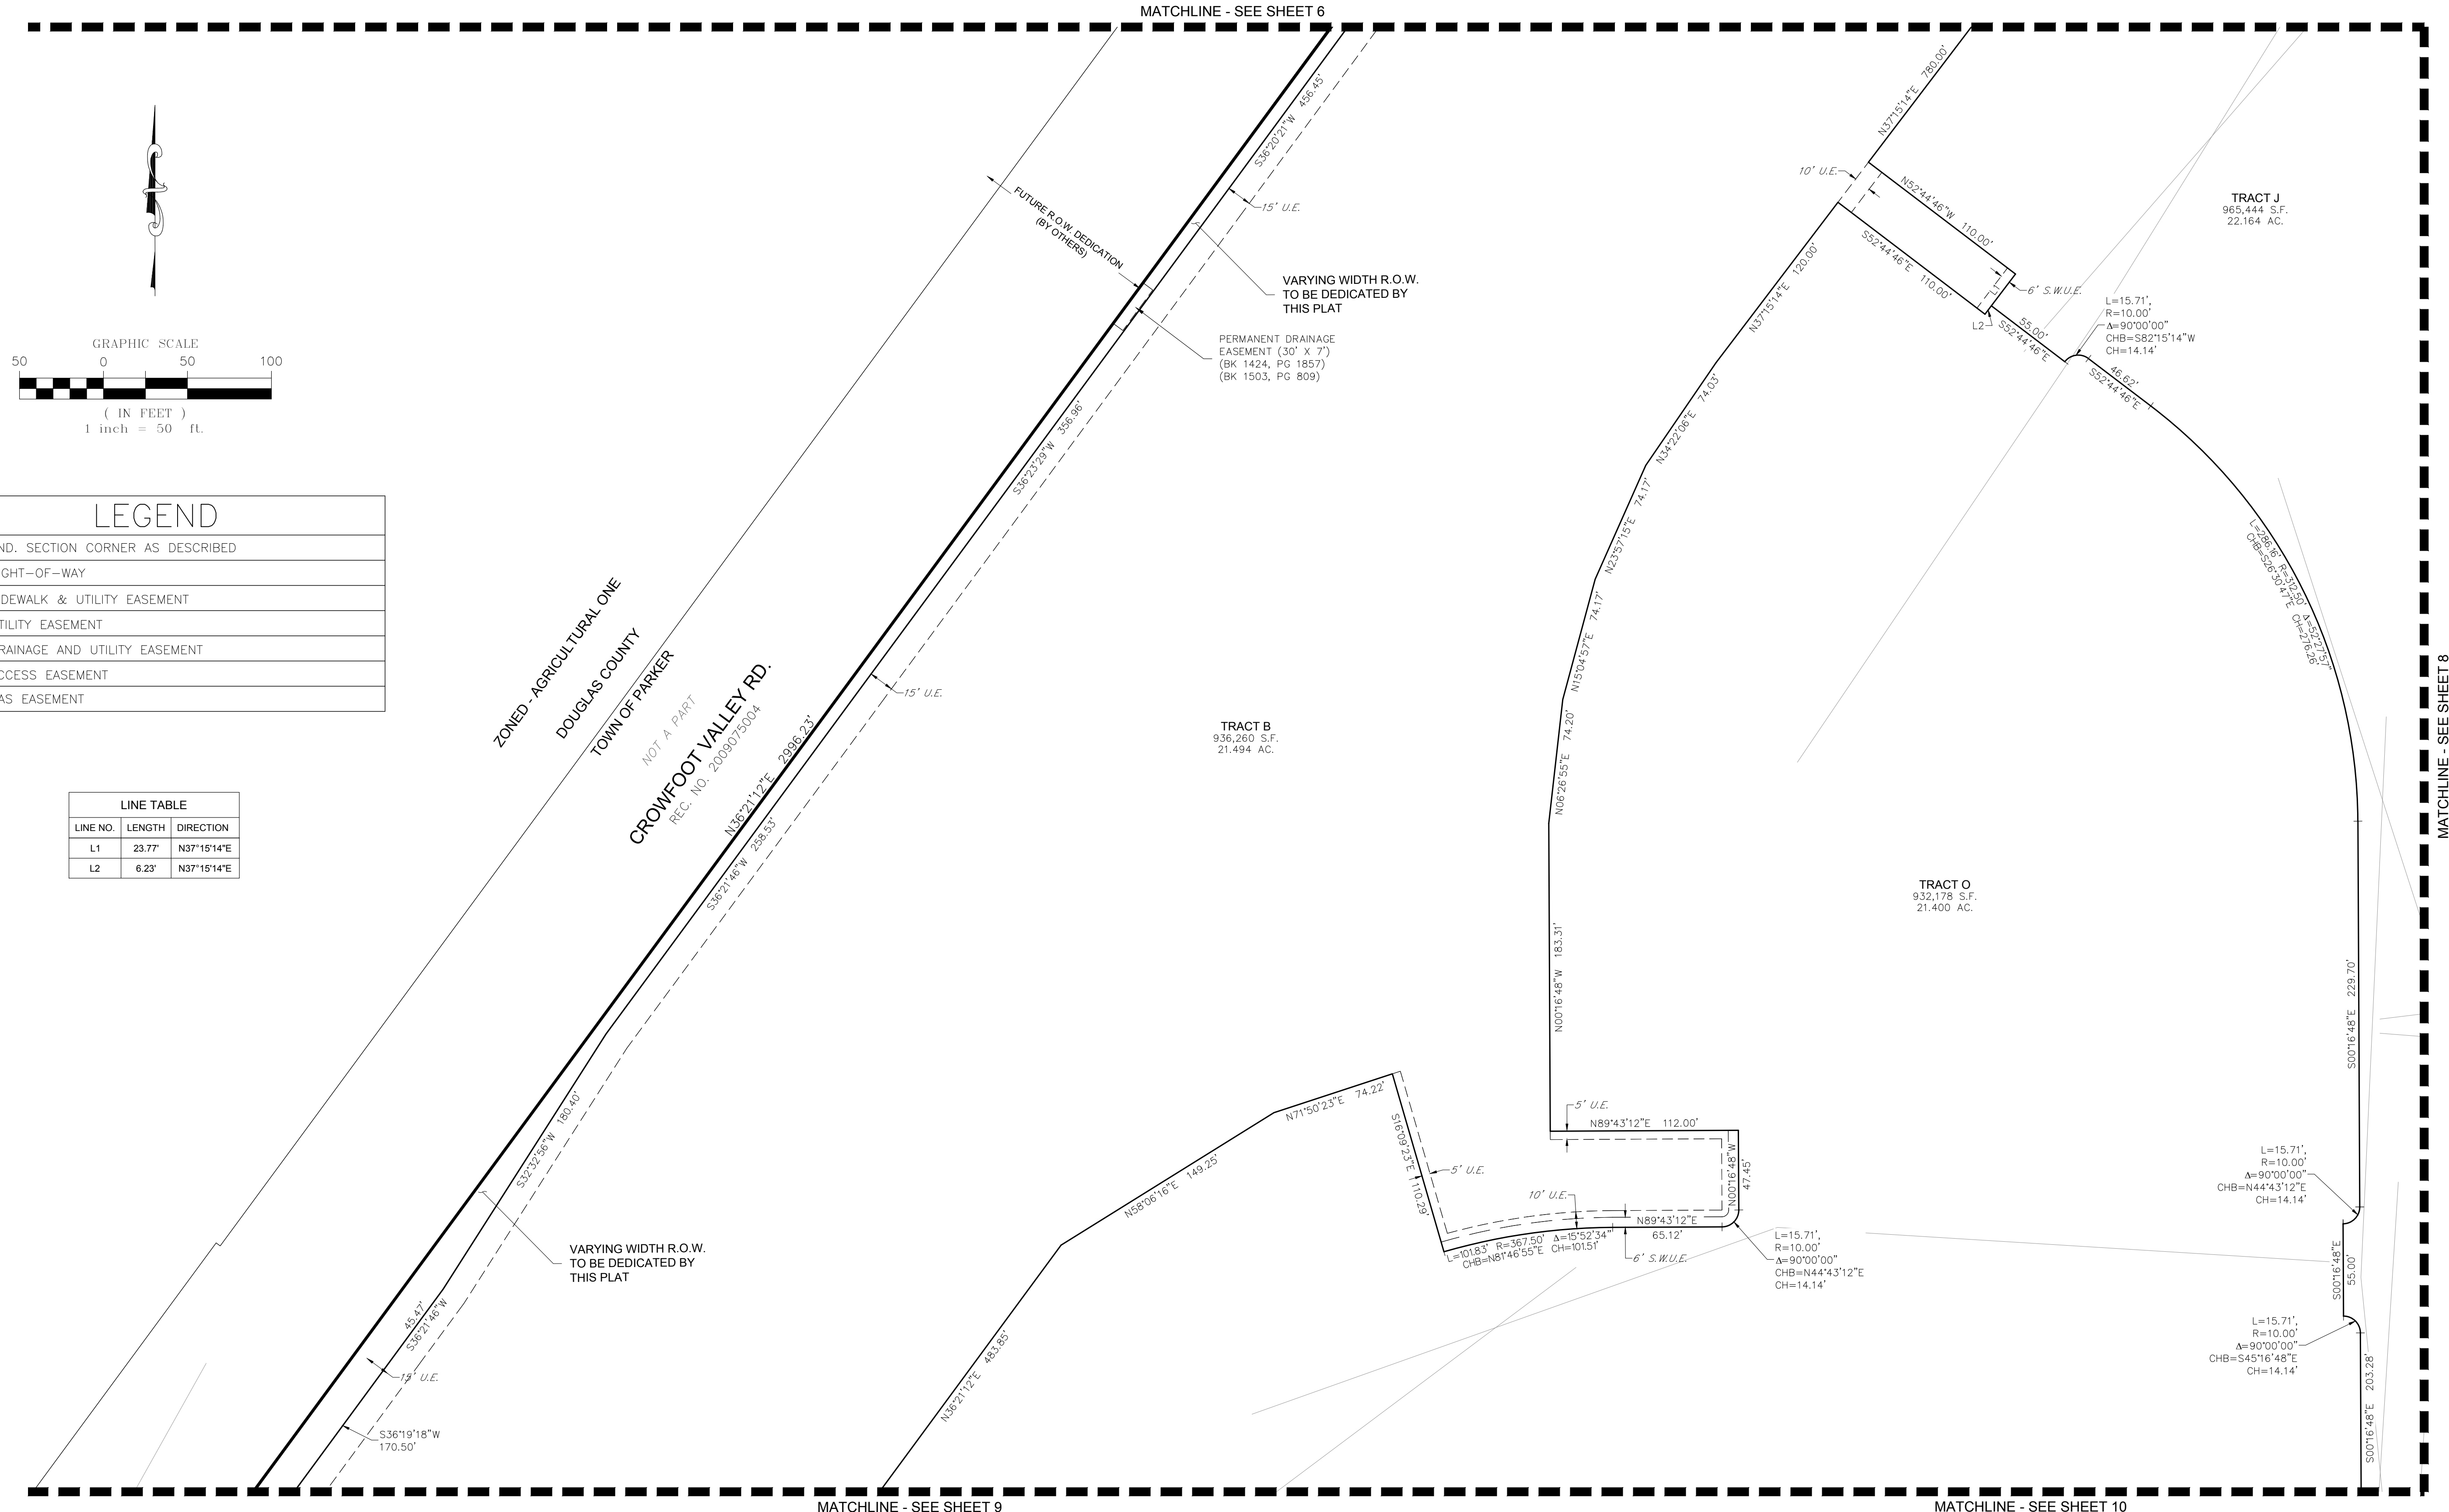 MATCHLINE - SEE SHEET 6
GRAPHIC SCALE
50 0 50 100
( IN FEET )
1 inch = 50 ft.
LEGEND
ND. SECTION CORNER AS DESCRIBED
GHT-OF-WAY
DEWALK & UTILITY EASEMENT
TILITY EASEMENT
RAINAGE AND UTILITY EASEMENT
CCESS EASEMENT
AS EASEMENT
LINE TABLE
LINE NO. LENGTH DIRECTION
L1 23.77' N37°15'14"E
L2 6.23' N37°15'14"E
FUTURE R.O.W. DEDICATION
(BY OTHERS)
S36°20'21"W 456.45'
15' U.E.
VARYING WIDTH R.O.W.
TO BE DEDICATED BY
THIS PLAT
PERMANENT DRAINAGE
EASEMENT (30' X 7')
(BK 1424, PG 1857)
(BK 1503, PG 809)
S36°23'29"W 356.96'
ZONED - AGRICULTURAL ONE
DOUGLAS COUNTY
TOWN OF PARKER
NOT A PART
CROWFOOT VALLEY RD.
REC. NO. 2009075004
N36°21'12"E 2996.23'
S36°21'46"W 258.53'
15' U.E.
S32°32'56"W 180.40'
VARYING WIDTH R.O.W.
TO BE DEDICATED BY
THIS PLAT
45.47'
S36°21'46"W
15' U.E.
S36°19'18"W
170.50'
TRACT B
936,260 S.F.
21.494 AC.
N36°21'12"E 483.85'
N58°06'16"E 149.25'
N71°50'23"E 74.22'
S16°09'23"E 110.29'
5' U.E.
L=101.83' R=367.50' Δ=15°52'34"
CHB=N81°46'55"E CH=101.51'
10' U.E.
N89°43'12"E
65.12'
6' S.W.U.E.
L=15.71',
R=10.00'
Δ=90°00'00"
CHB=N44°43'12"E
CH=14.14'
N00°16'48"W
47.45'
N89°43'12"E 112.00'
5' U.E.
N00°16'48"W 183.31'
N06°26'55"E 74.20'
N15°04'57"E 74.17'
N23°57'15"E 74.17'
N34°22'06"E 74.03'
N37°15'14"E 120.00'
10' U.E.
N37°15'14"E 780.00'
N52°44'46"W 110.00'
S52°44'46"E 110.00'
L1
6' S.W.U.E.
L2
55.00'
S52°44'46"E
L=15.71',
R=10.00'
Δ=90°00'00"
CHB=S82°15'14"W
CH=14.14'
46.62'
S52°44'46"E
TRACT J
965,444 S.F.
22.164 AC.
L=286.16' R=312.50' Δ=52°27'57"
CHB=S26°30'47"E CH=276.26'
TRACT O
932,178 S.F.
21.400 AC.
S00°16'48"E 229.70'
L=15.71',
R=10.00'
Δ=90°00'00"
CHB=N44°43'12"E
CH=14.14'
S00°16'48"E
55.00'
L=15.71',
R=10.00'
Δ=90°00'00"
CHB=S45°16'48"E
CH=14.14'
S00°16'48"E 203.28'
MATCHLINE - SEE SHEET 8
MATCHLINE - SEE SHEET 9
MATCHLINE - SEE SHEET 10